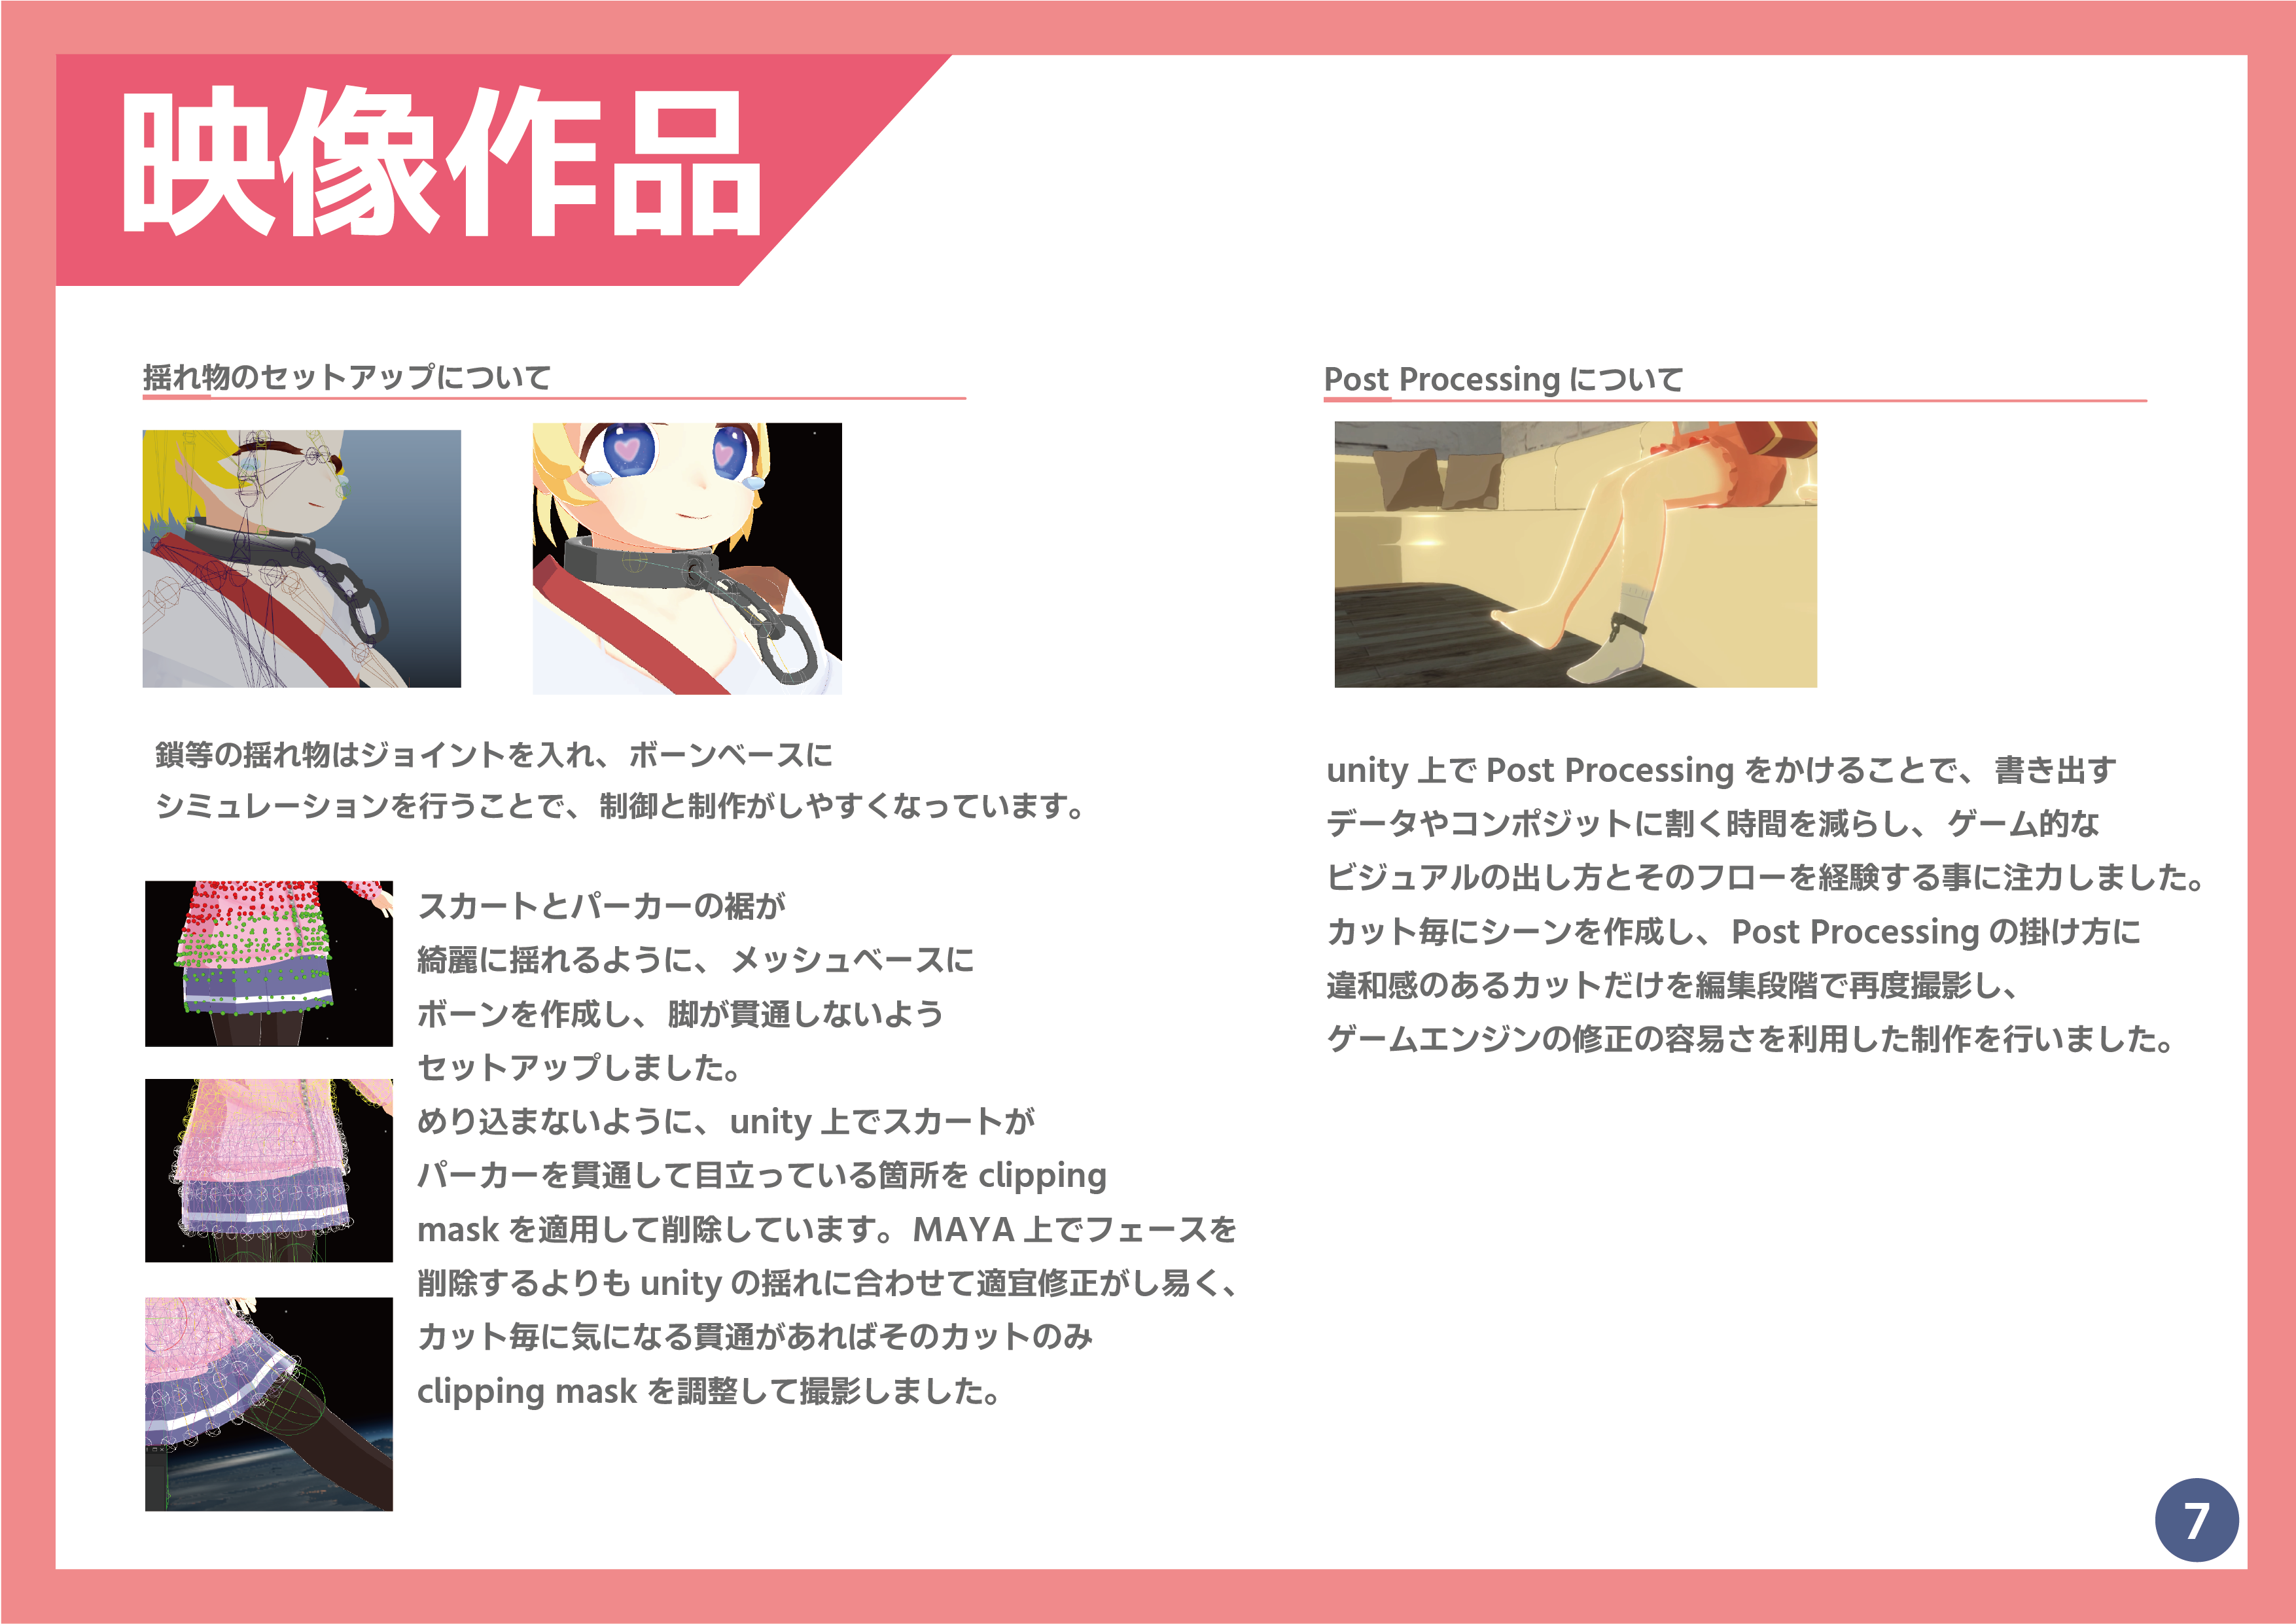 映像作品
揺れ物のセットアップについて
鎖等の揺れ物はジョイントを入れ、ボーンベースに
シミュレーションを行うことで、制御と制作がしやすくなっています。
スカートとパーカーの裾が
綺麗に揺れるように、メッシュベースに
ボーンを作成し、脚が貫通しないよう
セットアップしました。
めり込まないように、unity 上でスカートが
パーカーを貫通して目立っている箇所を clipping
mask を適用して削除しています。MAYA 上でフェースを
削除するよりも unity の揺れに合わせて適宜修正がし易く、
カット毎に気になる貫通があればそのカットのみ
clipping mask を調整して撮影しました。
Post Processing について
unity 上で Post Processing をかけることで、書き出す
データやコンポジットに割く時間を減らし、ゲーム的な
ビジュアルの出し方とそのフローを経験する事に注力しました。
カット毎にシーンを作成し、Post Processing の掛け方に
違和感のあるカットだけを編集段階で再度撮影し、
ゲームエンジンの修正の容易さを利用した制作を行いました。
7